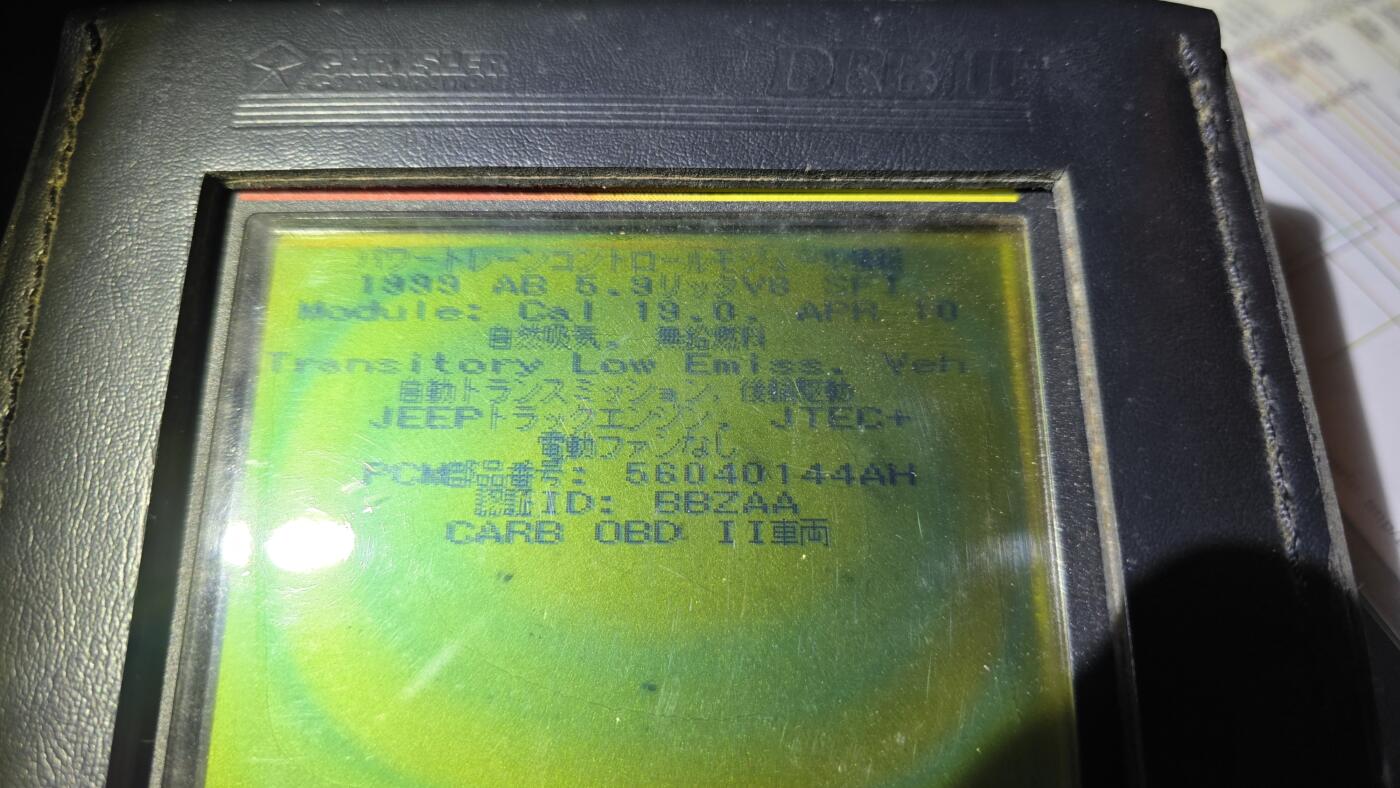 CHRYSLER
CORPORATION
DRB III
パワートレーンコントロールモジュール情報
1999 AB 5.9リッツV8 SFI
Module: Cal 19.0, APR 10
自然吸気, 無鉛燃料
Transitory Low Emiss. Veh
自動トランスミッション, 後輪駆動
JEEPトラックエンジン, JTEC+
電動ファンなし
PCM部品番号: 56040144AH
認証ID: BBZAA
CARB OBD II車両